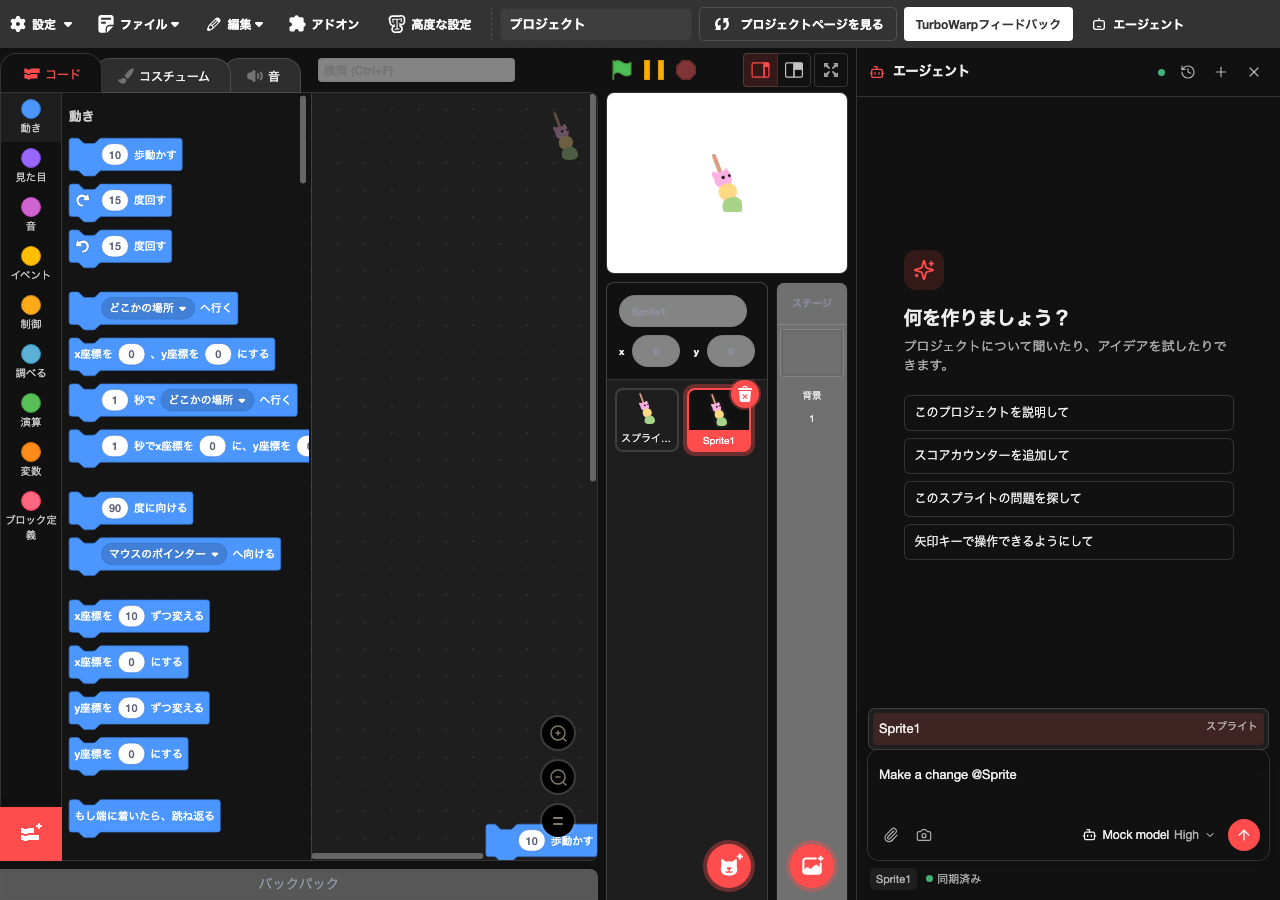 設定
ファイル
編集
アドオン
高度な設定
プロジェクト
プロジェクトページを見る
TurboWarpフィードバック
エージェント
コード
コスチューム
音
検索 (Ctrl+F)
動き
見た目
音
イベント
制御
調べる
演算
変数
ブロック定義
動き
10 歩動かす
15 度回す
15 度回す
どこかの場所 へ行く
x座標を 0 、y座標を 0 にする
1 秒で どこかの場所 へ行く
1 秒でx座標を 0 に、y座標を
90 度に向ける
マウスのポインター へ向ける
x座標を 10 ずつ変える
x座標を 0 にする
y座標を 10 ずつ変える
y座標を 0 にする
もし端に着いたら、跳ね返る
10 歩動かす
バックパック
Sprite1
x 0 y 0
スプライ...
Sprite1
ステージ
背景
1
エージェント
何を作りましょう？
プロジェクトについて聞いたり、アイデアを試したりで
きます。
このプロジェクトを説明して
スコアカウンターを追加して
このスプライトの問題を探して
矢印キーで操作できるようにして
Sprite1 スプライト
Make a change @Sprite
Mock model High
Sprite1 同期済み